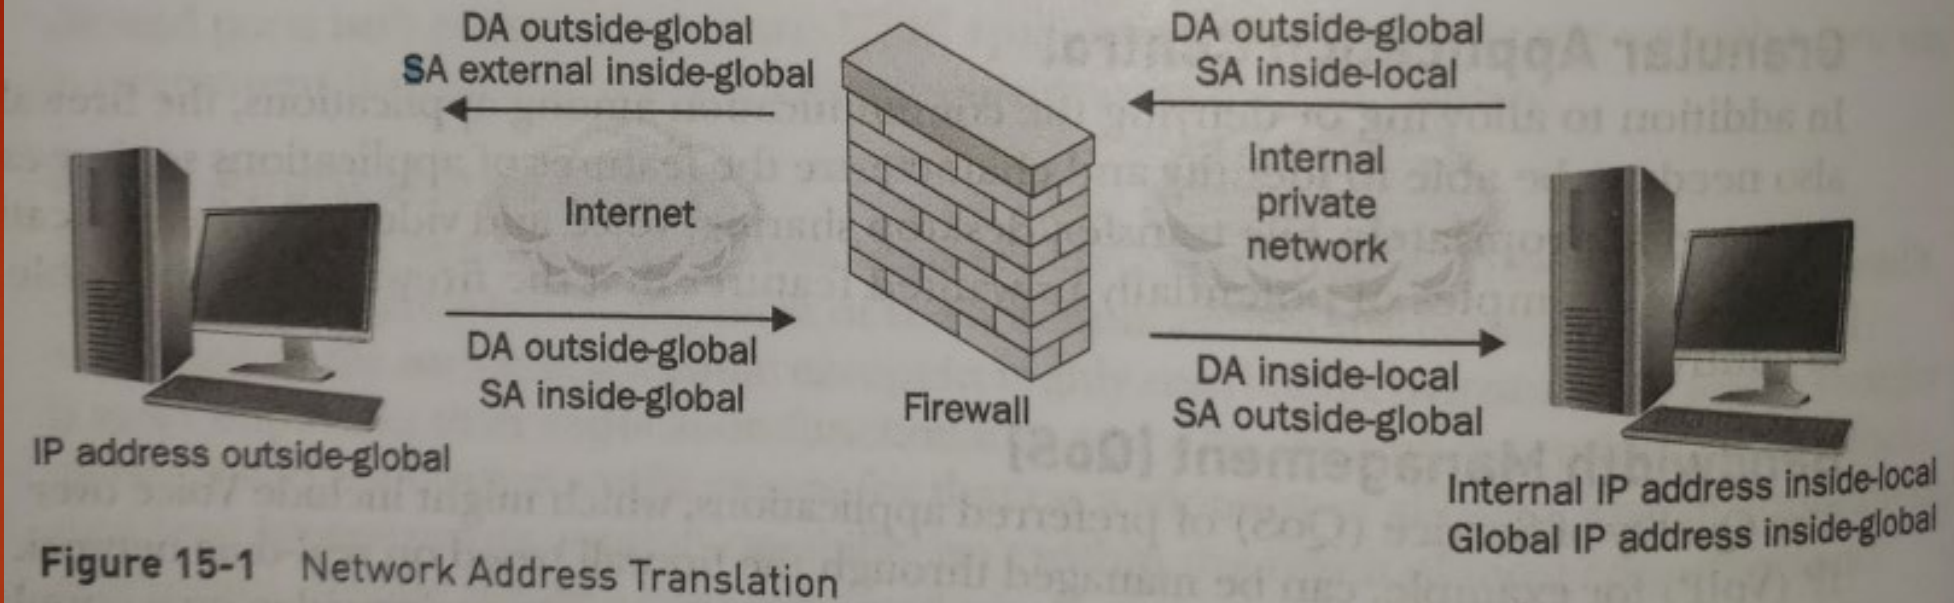 DA outside-global
SA external inside-global
DA outside-global
SA inside-local
Internet
Internal
private
network
DA outside-global
SA inside-global
DA inside-local
SA outside-global
Firewall
IP address outside-global
Internal IP address inside-local
Global IP address inside-global
Figure 15-1 Network Address Translation